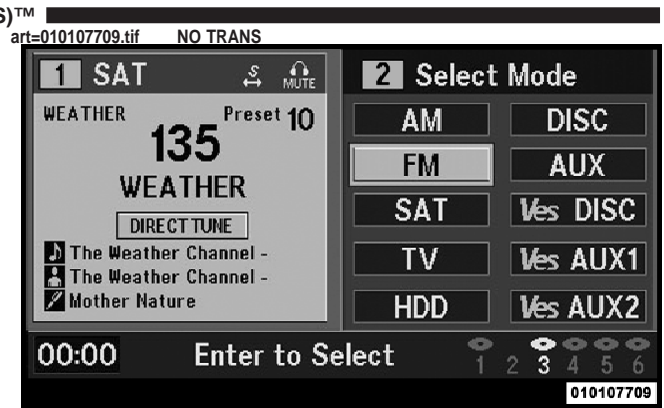 S)™
art=010107709.tif NO TRANS
1 SAT S MUTE
WEATHER Preset 10
135
WEATHER
DIRECT TUNE
The Weather Channel -
The Weather Channel -
Mother Nature
2 Select Mode
AM DISC
FM AUX
SAT Ves DISC
TV Ves AUX1
HDD Ves AUX2
00:00 Enter to Select 1 2 3 4 5 6
010107709